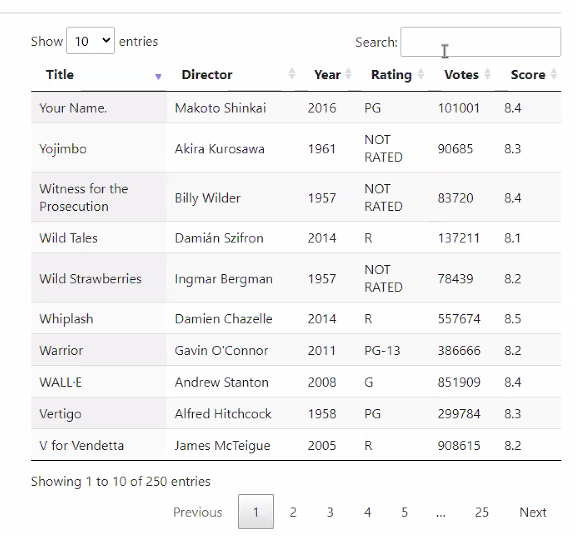 Show 10 entries Search:
Title Director Year Rating Votes Score
Your Name. Makoto Shinkai 2016 PG 101001 8.4
Yojimbo Akira Kurosawa 1961 NOT RATED 90685 8.3
Witness for the Prosecution Billy Wilder 1957 NOT RATED 83720 8.4
Wild Tales Damián Szifron 2014 R 137211 8.1
Wild Strawberries Ingmar Bergman 1957 NOT RATED 78439 8.2
Whiplash Damien Chazelle 2014 R 557674 8.5
Warrior Gavin O'Connor 2011 PG-13 386666 8.2
WALL·E Andrew Stanton 2008 G 851909 8.4
Vertigo Alfred Hitchcock 1958 PG 299784 8.3
V for Vendetta James McTeigue 2005 R 908615 8.2
Showing 1 to 10 of 250 entries
Previous 1 2 3 4 5 ... 25 Next